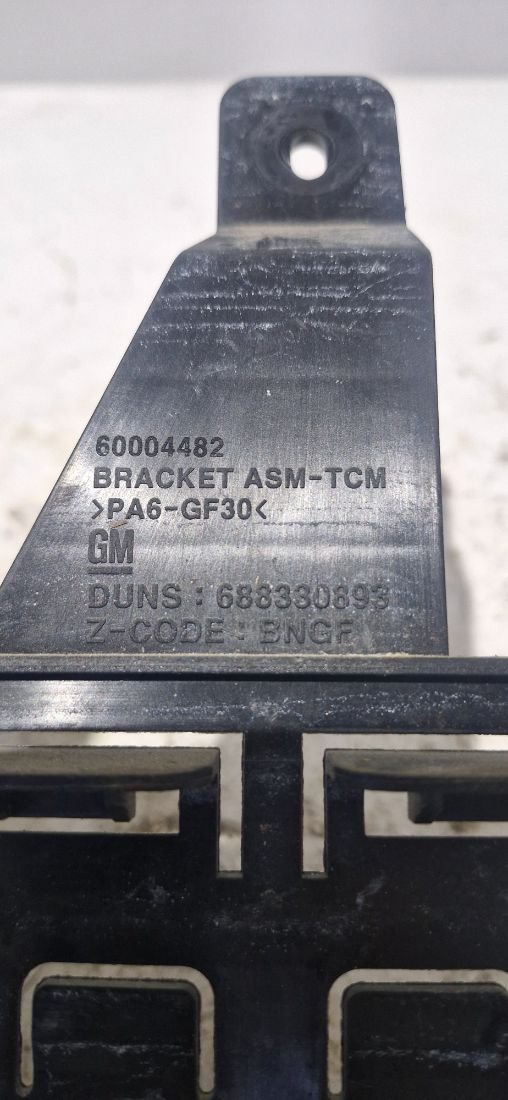 60004482
BRACKET ASM-TCM
>PA6-GF30<
GM
DUNS : 688330893
Z-CODE : BNGF